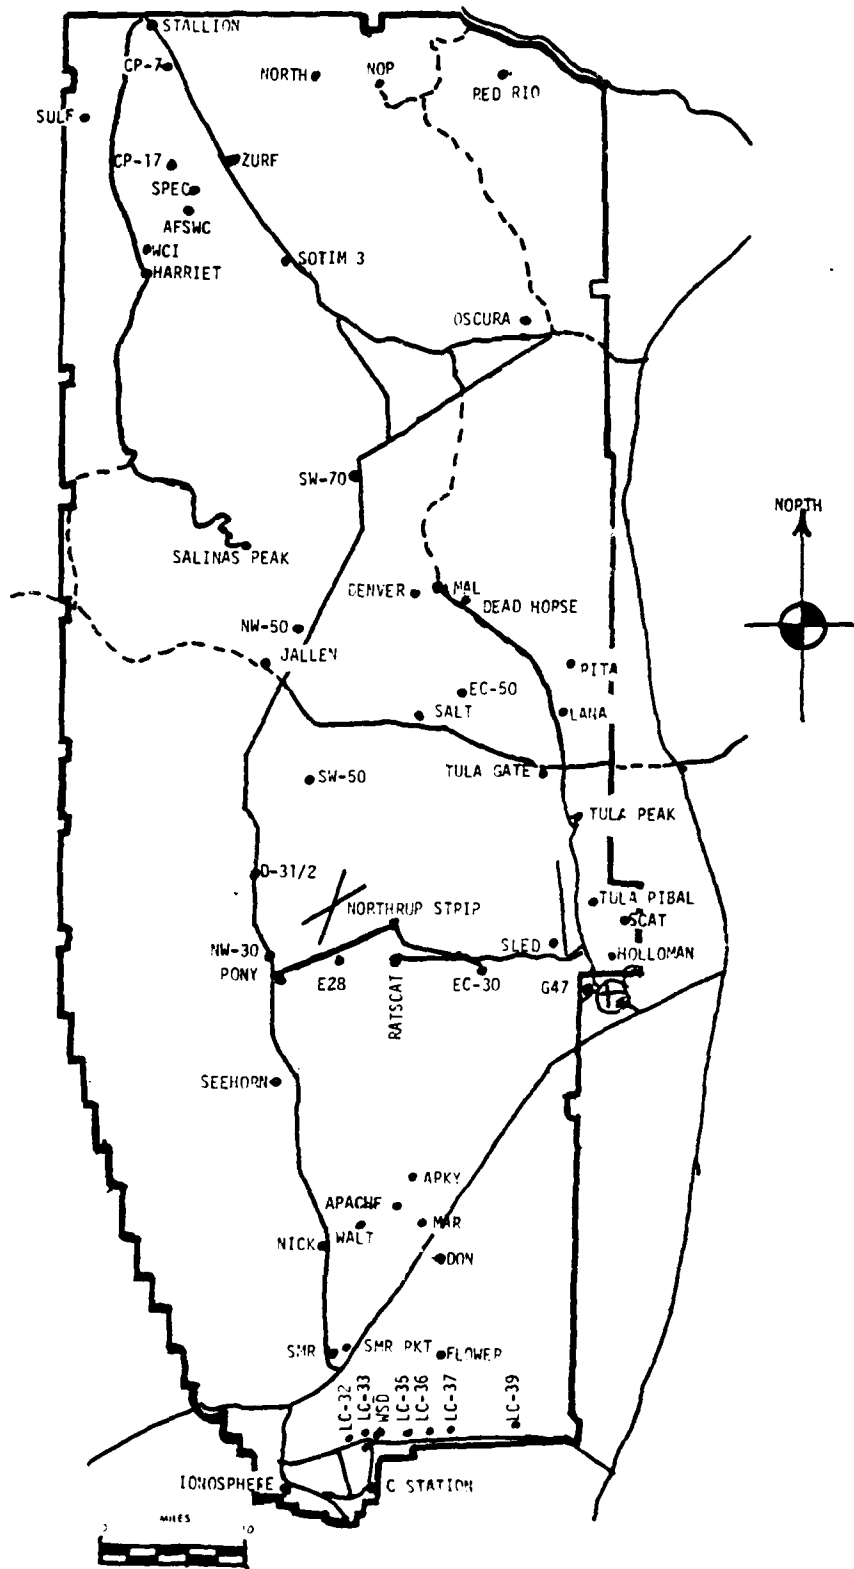 STALLION
CP-7
NORTH
NOP
RED RIO
SULF
CP-17
ZURF
SPEC
AFSWC
WCI
HARRIET
SOTIM 3
OSCURA
SW-70
NORTH
SALINAS PEAK
DENVER
MAL
DEAD HORSE
NW-50
JALLEN
PITA
EC-50
SALT
LANA
SW-50
TULA GATE
TULA PEAK
D-31/2
NORTHRUP STRIP
TULA PIBAL
SCAT
NW-30
SLED
HOLLOMAN
PONY
E28
RATSCAT
EC-30
G47
SEEHORN
APKY
APACHE
WALT
MAR
NICK
DON
SMR
SMR PKT
FLOWER
LC-32
LC-33
WSD
LC-35
LC-36
LC-37
LC-39
IONOSPHERE
C STATION
MILES
0 10